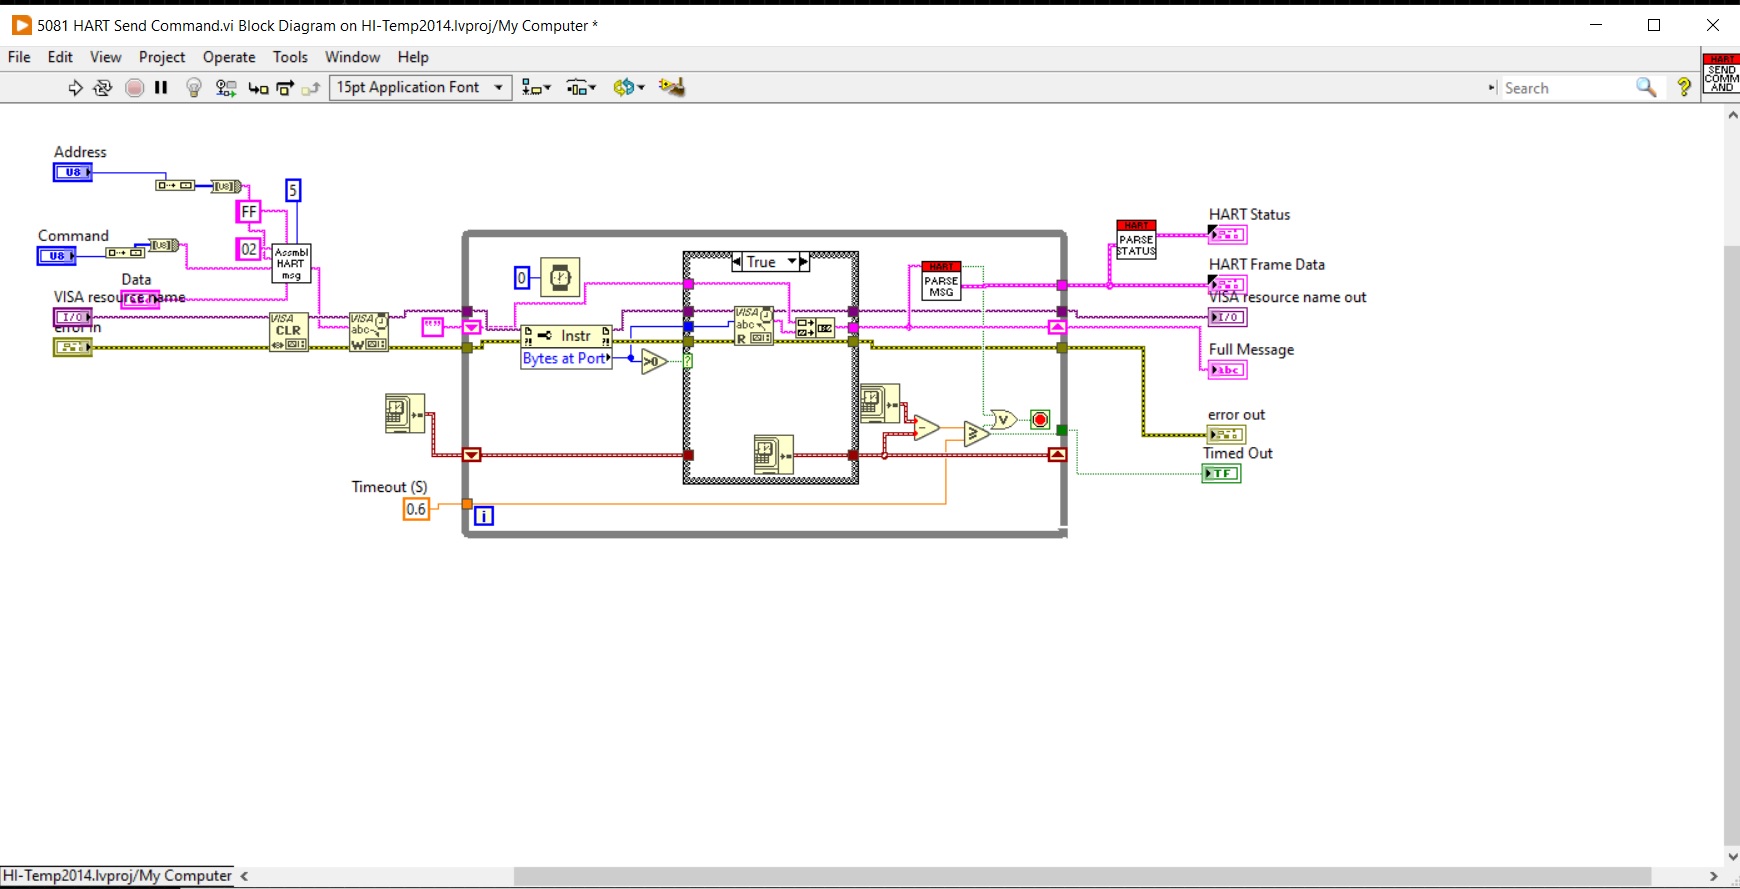 5081 HART Send Command.vi Block Diagram on HI-Temp2014.lvproj/My Computer *
File Edit View Project Operate Tools Window Help
15pt Application Font
Search
HART
SEND
COMM
AND
Address
U8
[U8]
5
FF
Command
U8
[U8]
02
Assmbl
HART
msg
Data
VISA resource name
I/O
error in
VISA
CLR
VISA
abc
W
""
0
Instr
Bytes at Port
>0
True
?
VISA
abc
R
HART
PARSE
MSG
HART
PARSE
STATUS
HART Status
HART Frame Data
VISA resource name out
I/O
Full Message
abc
error out
Timed Out
TF
-
≥
V
Timeout (S)
0.6
i
HI-Temp2014.lvproj/My Computer